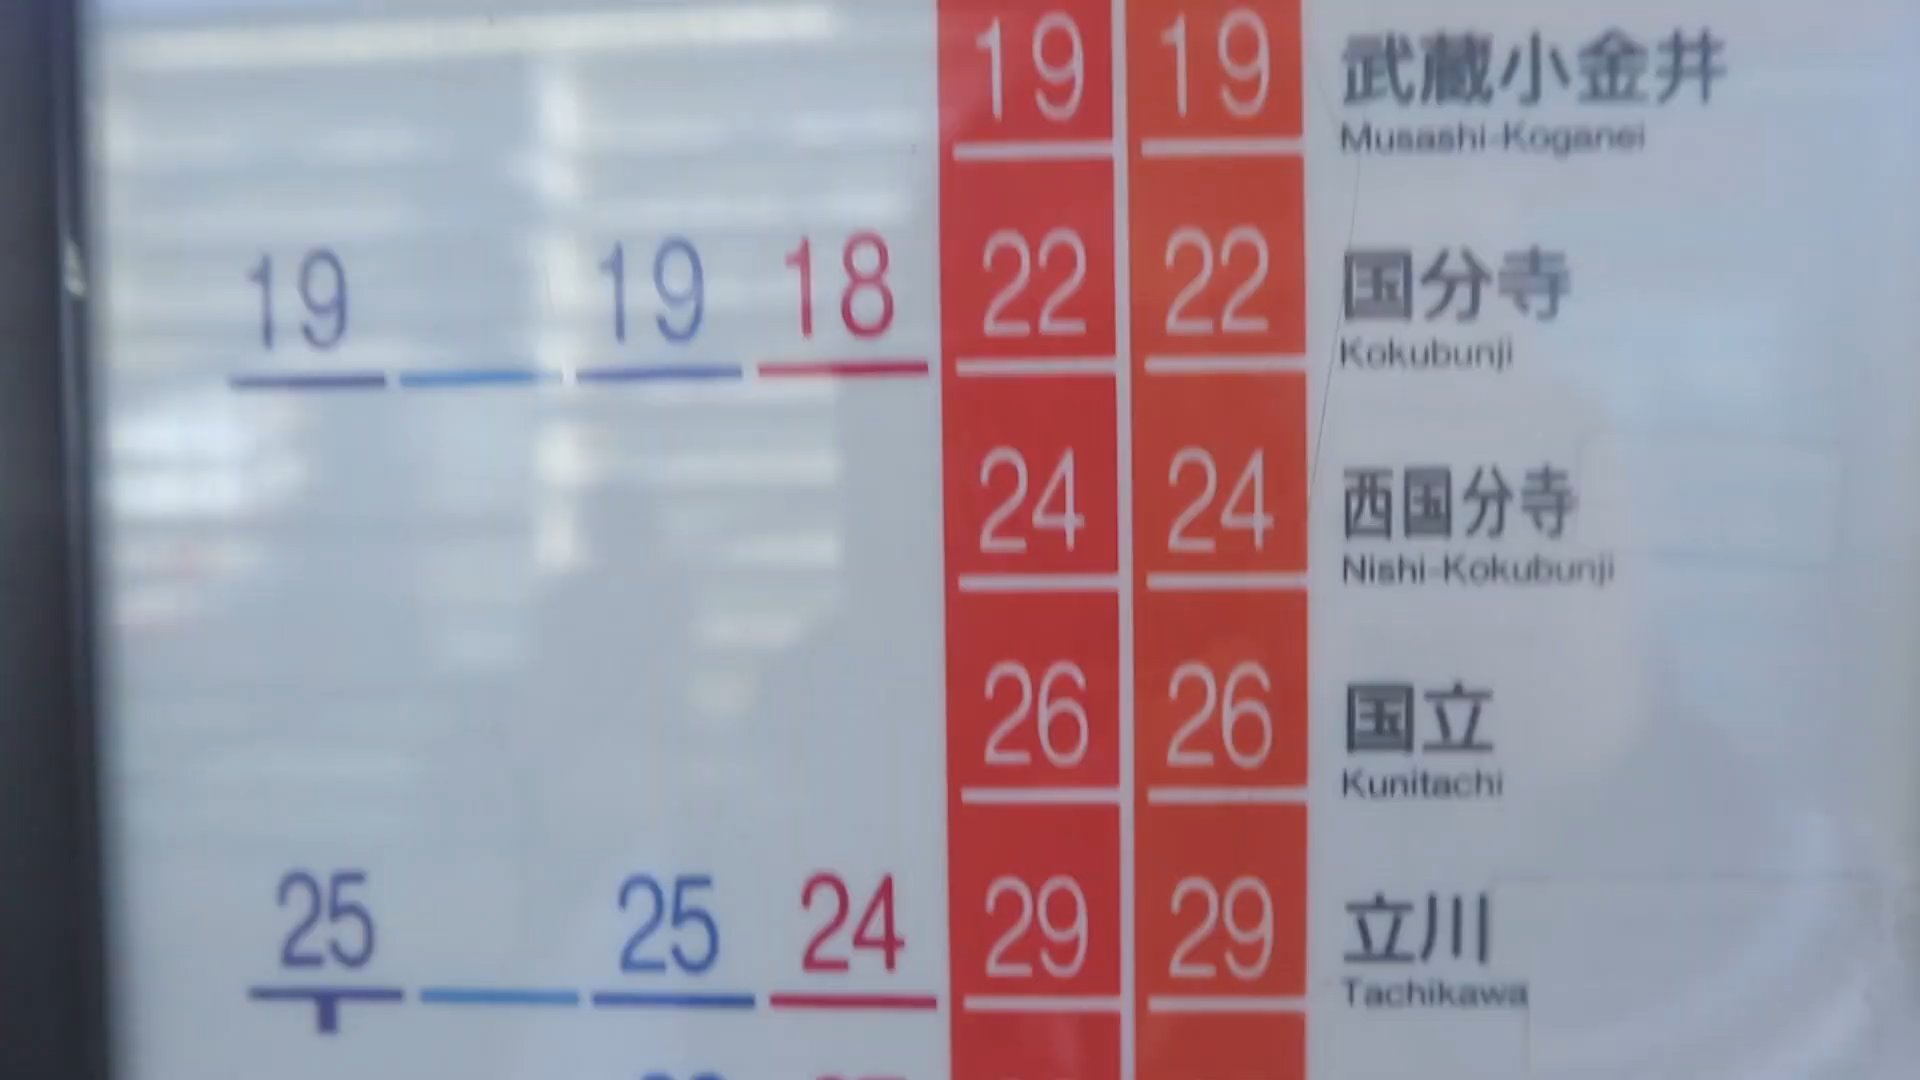 19 19 武蔵小金井
Musashi-Koganei
19 19 18 22 22 国分寺
Kokubunji
24 24 西国分寺
Nishi-Kokubunji
26 26 国立
Kunitachi
25 25 24 29 29 立川
Tachikawa